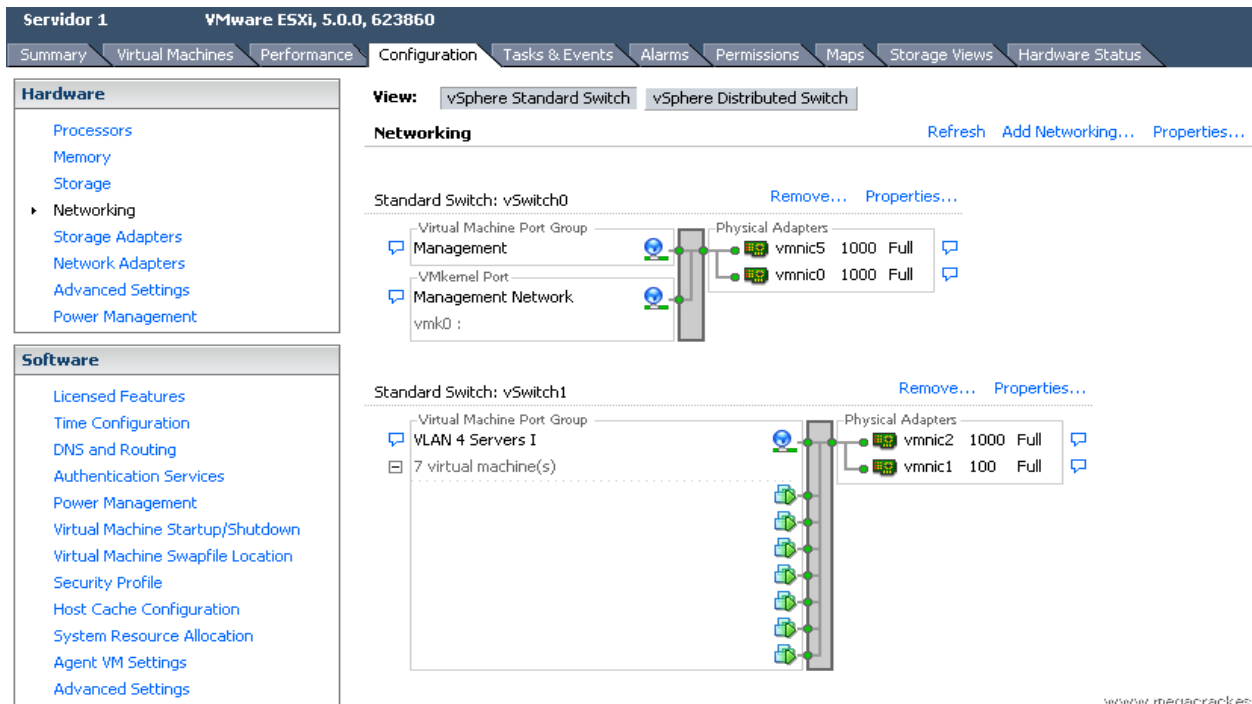 Servidor 1 VMware ESXi, 5.0.0, 623860
Summary Virtual Machines Performance Configuration Tasks & Events Alarms Permissions Maps Storage Views Hardware Status
Hardware
Processors
Memory
Storage
Networking
Storage Adapters
Network Adapters
Advanced Settings
Power Management
Software
Licensed Features
Time Configuration
DNS and Routing
Authentication Services
Power Management
Virtual Machine Startup/Shutdown
Virtual Machine Swapfile Location
Security Profile
Host Cache Configuration
System Resource Allocation
Agent VM Settings
Advanced Settings
View: vSphere Standard Switch vSphere Distributed Switch
Networking Refresh Add Networking... Properties...
Standard Switch: vSwitch0 Remove... Properties...
Virtual Machine Port Group Physical Adapters
Management vmnic5 1000 Full
vmnic0 1000 Full
VMkernel Port
Management Network
vmk0 :
Standard Switch: vSwitch1 Remove... Properties...
Virtual Machine Port Group Physical Adapters
VLAN 4 Servers I vmnic2 1000 Full
7 virtual machine(s) vmnic1 100 Full